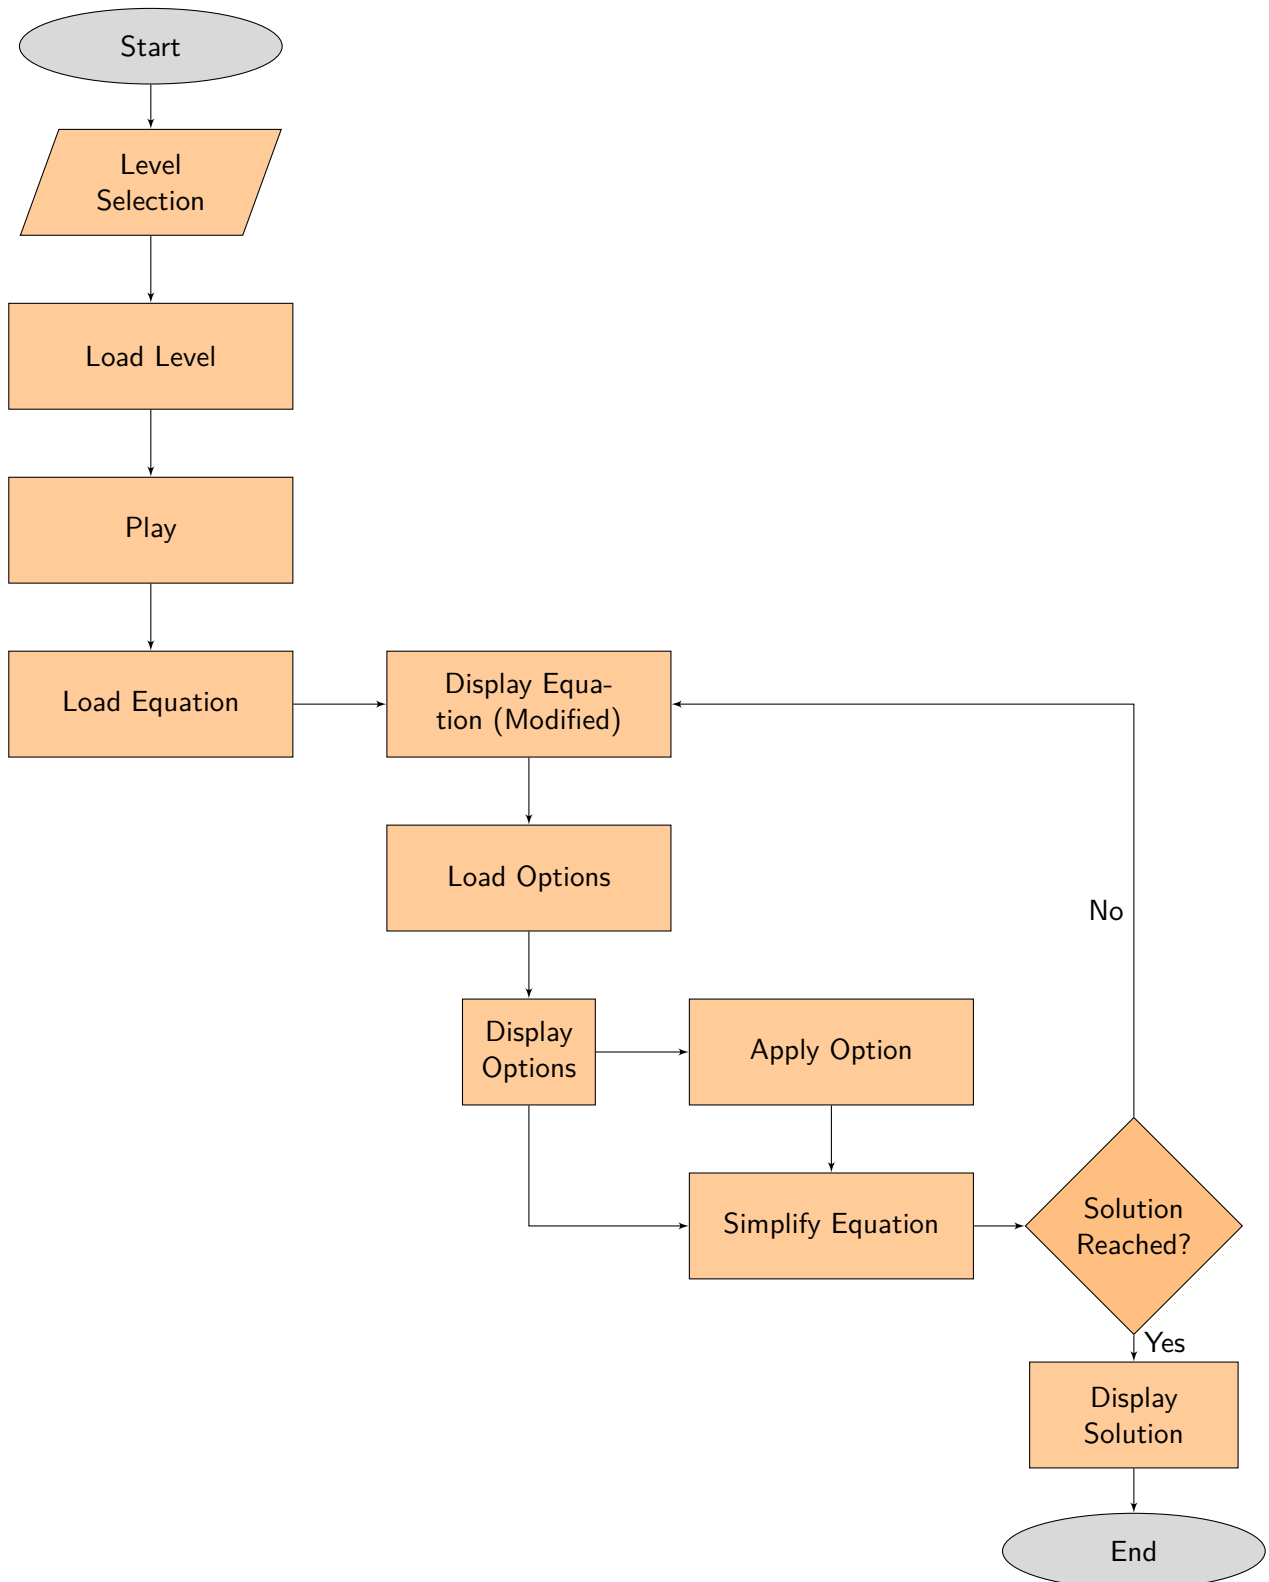 Start
Level
Selection
Load Level
Play
Load Equation
Display Equa-
tion (Modified)
Load Options
No
Display
Options
Apply Option
Simplify Equation
Solution
Reached?
Yes
Display
Solution
End